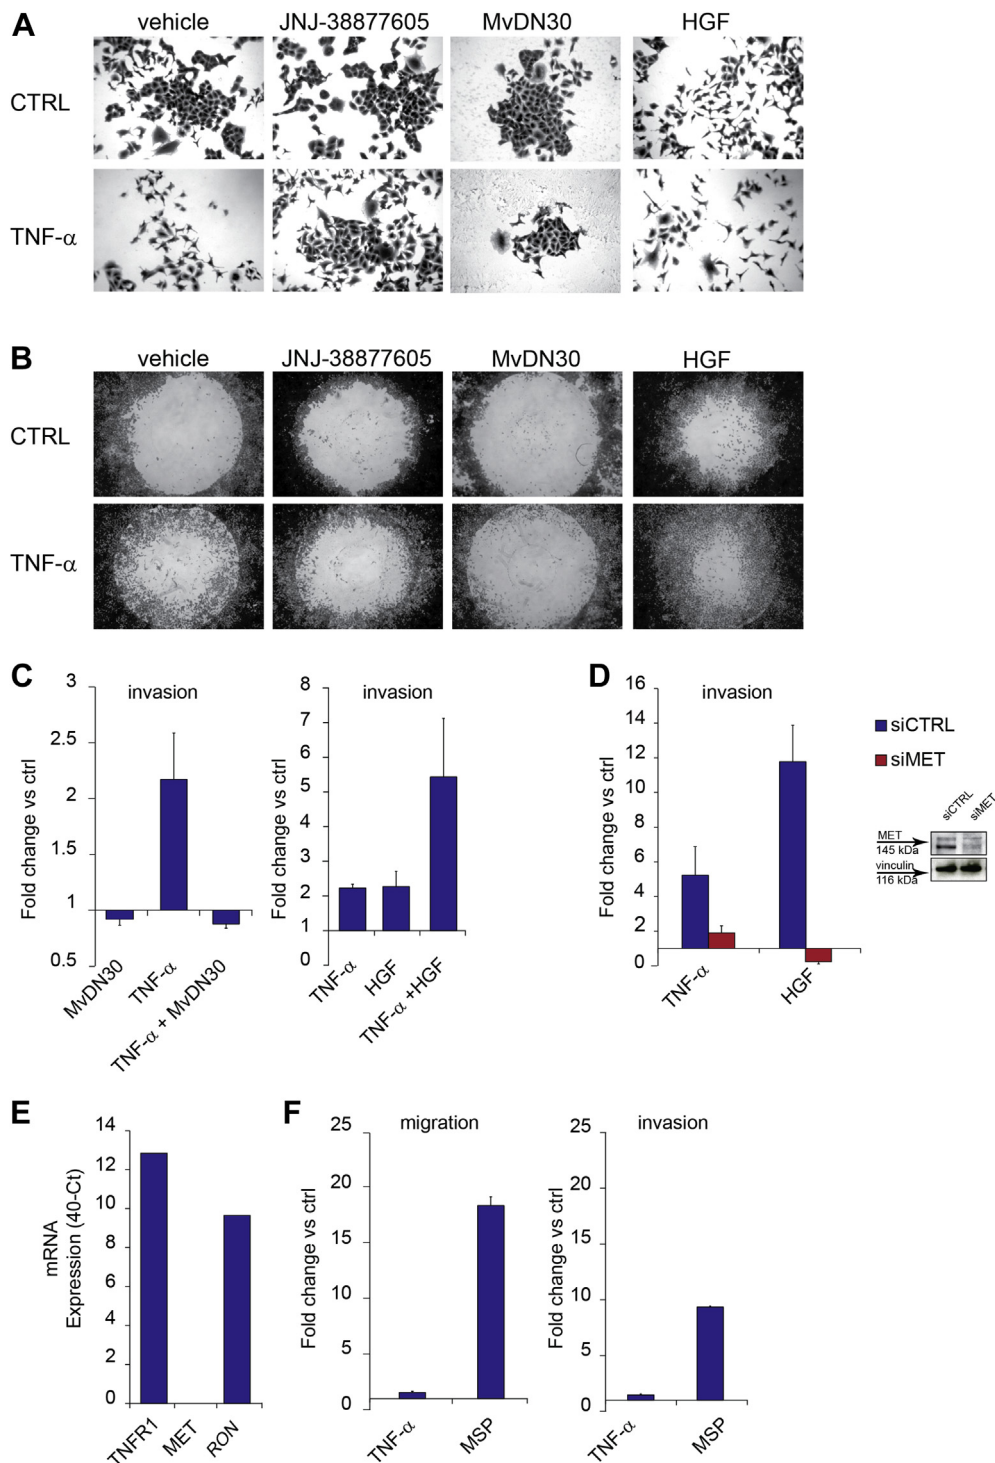 A
vehicle JNJ-38877605 MvDN30 HGF
CTRL
TNF-α
B
vehicle JNJ-38877605 MvDN30 HGF
CTRL
TNF-α
C
invasion
Fold change vs ctrl
3
2.5
2
1.5
1
0.5
MvDN30
TNF-α
TNF-α + MvDN30
invasion
Fold change vs ctrl
8
7
6
5
4
3
2
1
0
TNF-α
HGF
TNF-α +HGF
D
invasion
Fold change vs ctrl
16
14
12
10
8
6
4
2
0
TNF-α
HGF
siCTRL
siMET
siCTRL
siMET
MET
145 kDa
vinculin
116 kDa
E
mRNA
Expression (40-Ct)
14
12
10
8
6
4
2
0
TNFR1
MET
RON
F
migration
Fold change vs ctrl
25
20
15
10
5
0
TNF-α
MSP
invasion
Fold change vs ctrl
25
20
15
10
5
0
TNF-α
MSP